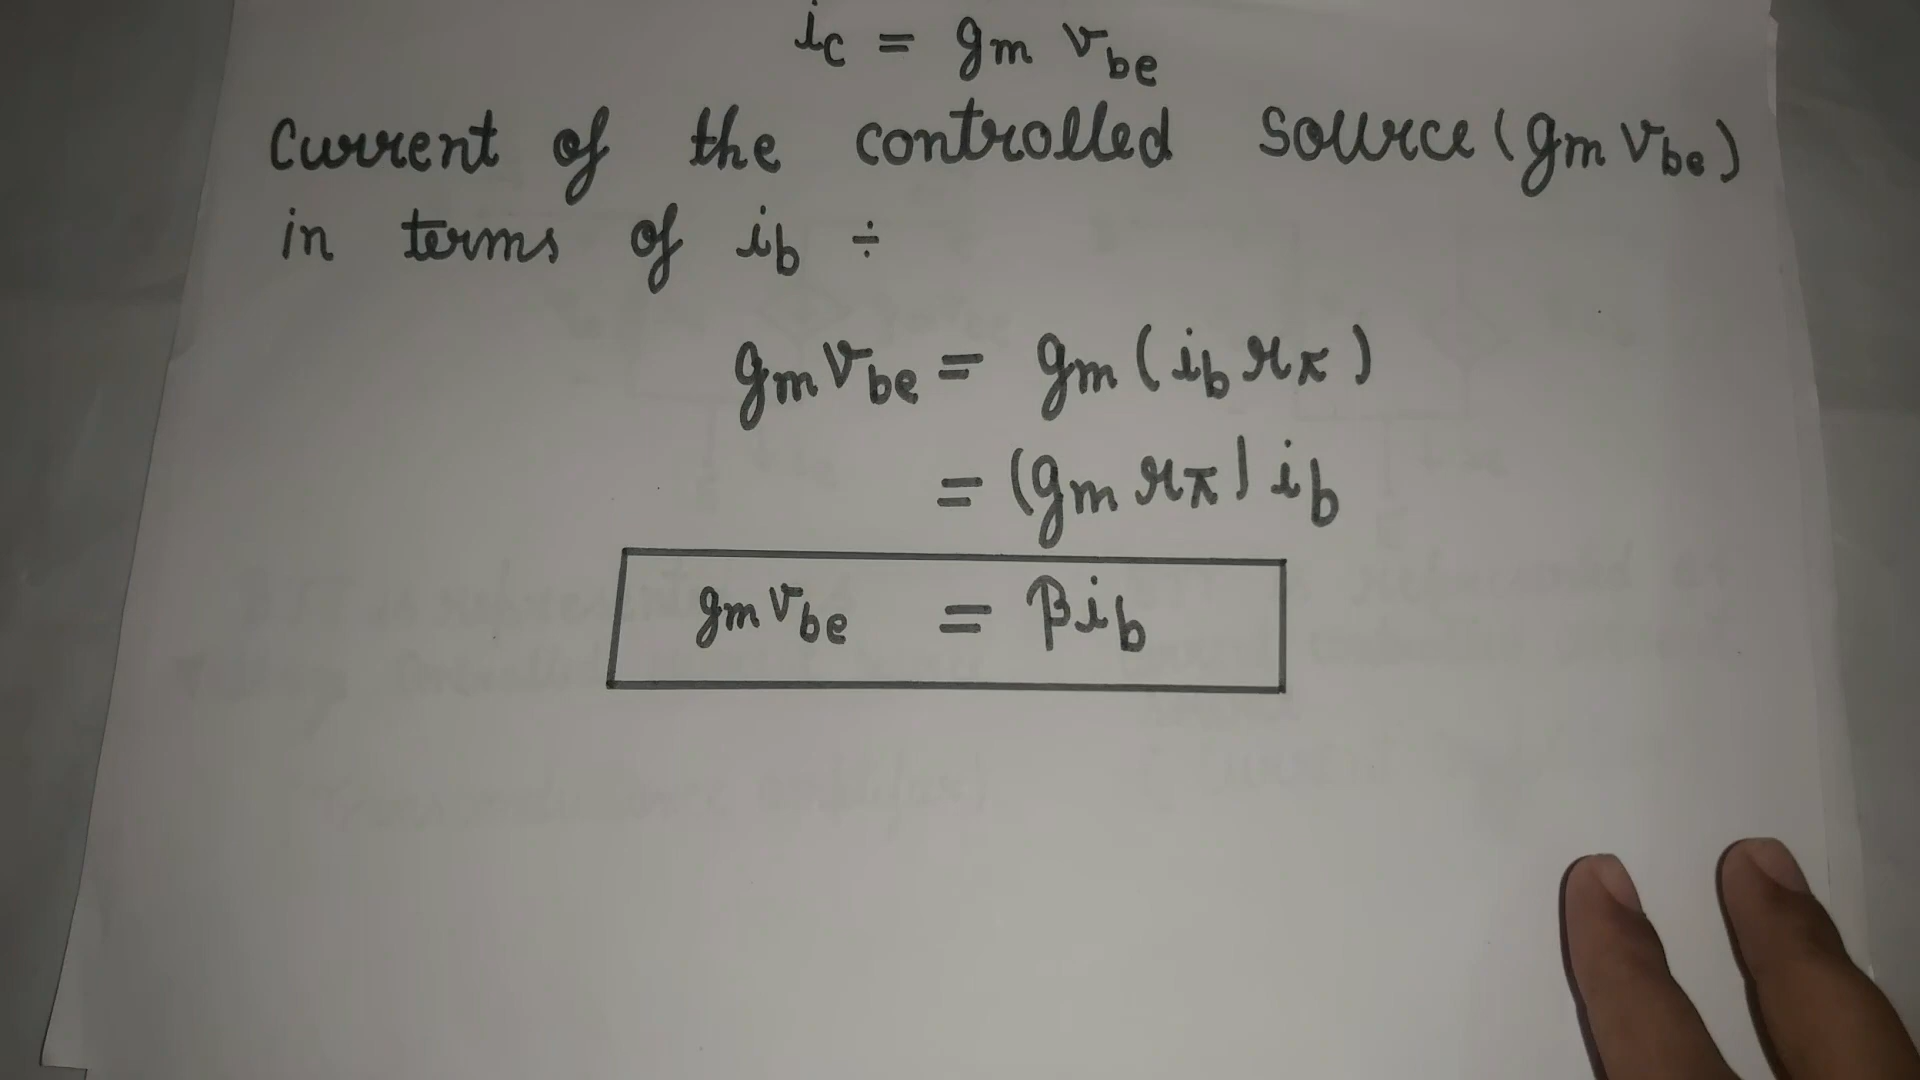 ic = gm vbe
Current of the controlled source (gm vbe)
in terms of ib ÷
gm vbe = gm (ib rπ)
= (gm rπ) ib
gm vbe = β ib